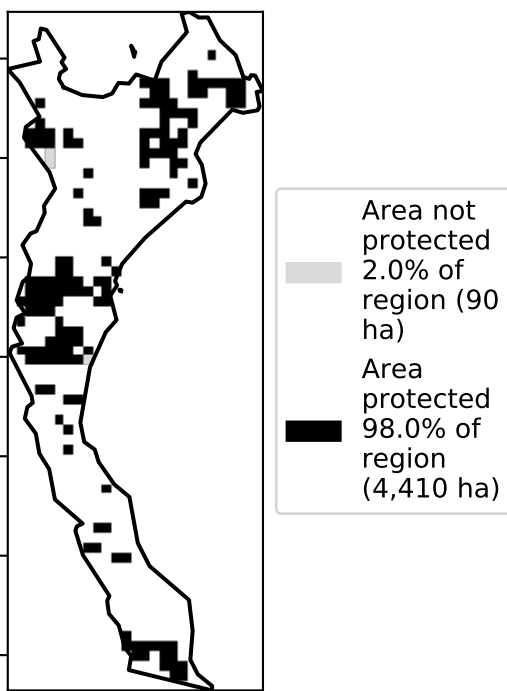 Area not
protected
2.0% of
region (90
ha)
Area
protected
98.0% of
region
(4,410 ha)